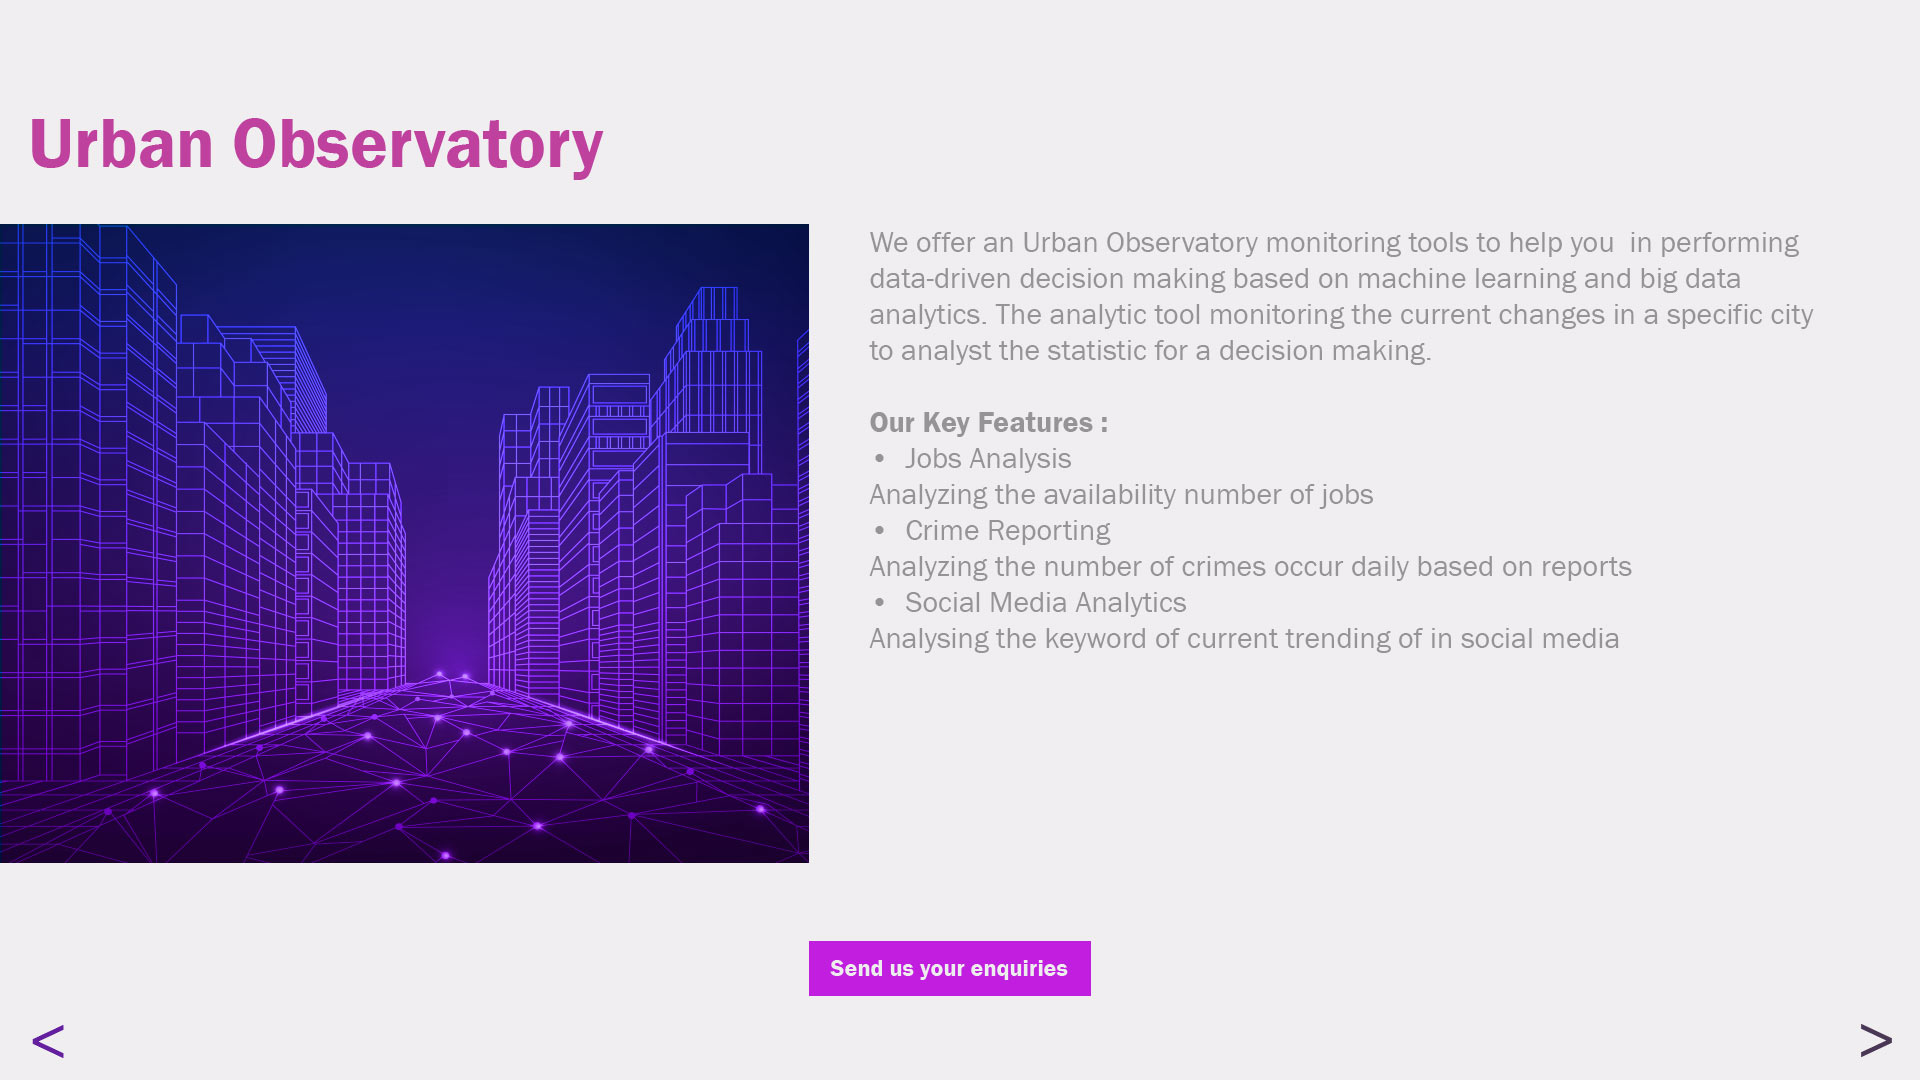 Urban Observatory
We offer an Urban Observatory monitoring tools to help you  in performing
data-driven decision making based on machine learning and big data
analytics. The analytic tool monitoring the current changes in a specific city
to analyst the statistic for a decision making.
Our Key Features :
• Jobs Analysis
Analyzing the availability number of jobs
• Crime Reporting
Analyzing the number of crimes occur daily based on reports
• Social Media Analytics
Analysing the keyword of current trending of in social media
Send us your enquiries
< >